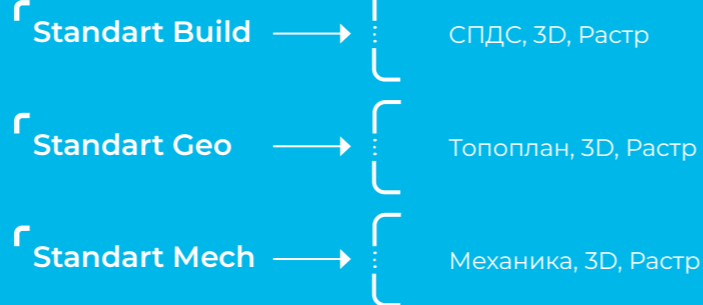 Standart Build СПДС, 3D, Растр
Standart Geo Топоплан, 3D, Растр
Standart Mech Механика, 3D, Растр